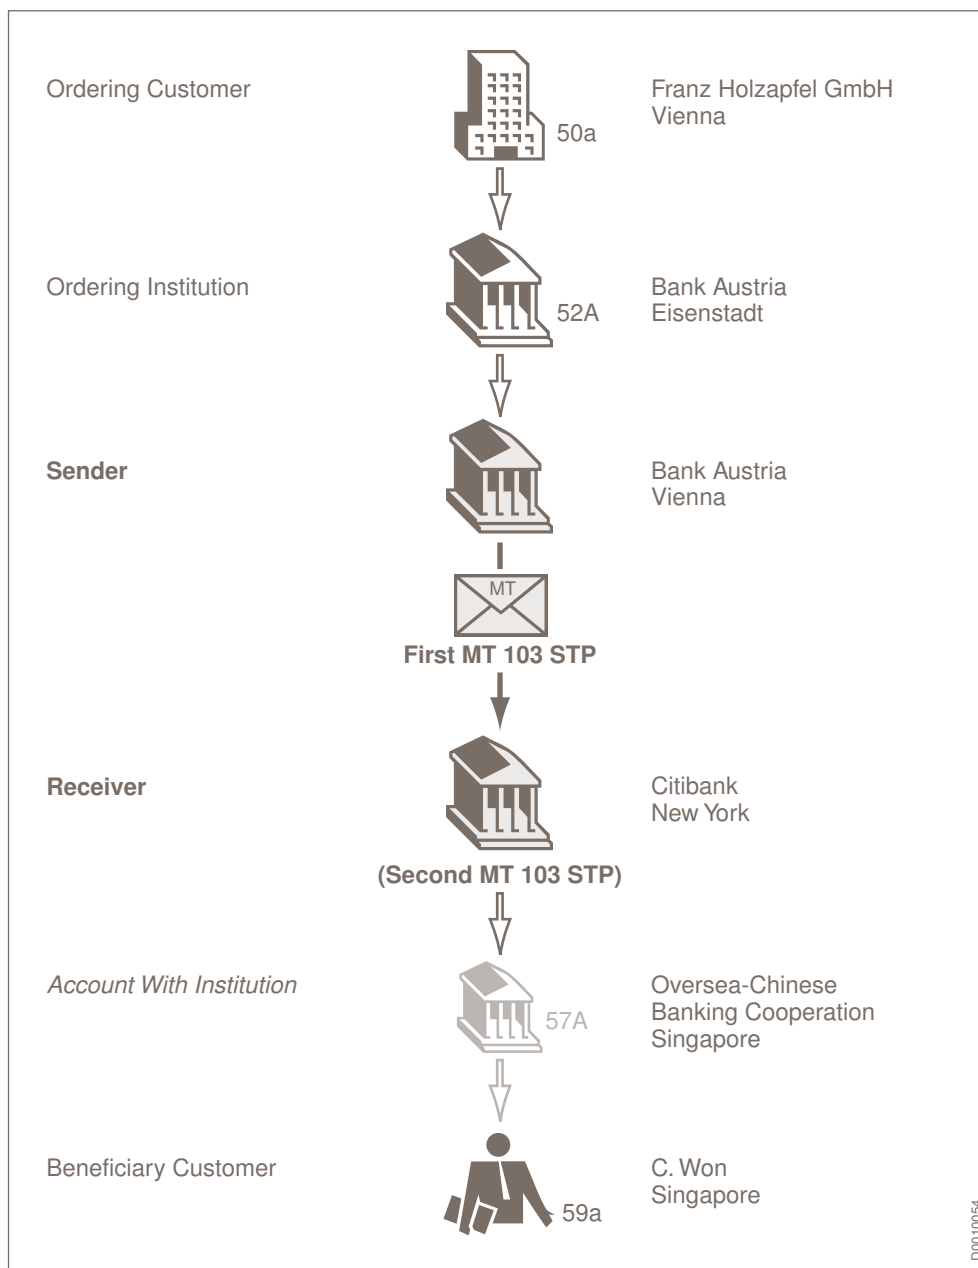 Ordering Customer
50a
Franz Holzapfel GmbH
Vienna
Ordering Institution
52A
Bank Austria
Eisenstadt
Sender
Bank Austria
Vienna
MT
First MT 103 STP
Receiver
Citibank
New York
(Second MT 103 STP)
Account With Institution
57A
Oversea-Chinese
Banking Cooperation
Singapore
Beneficiary Customer
59a
C. Won
Singapore
D0010054